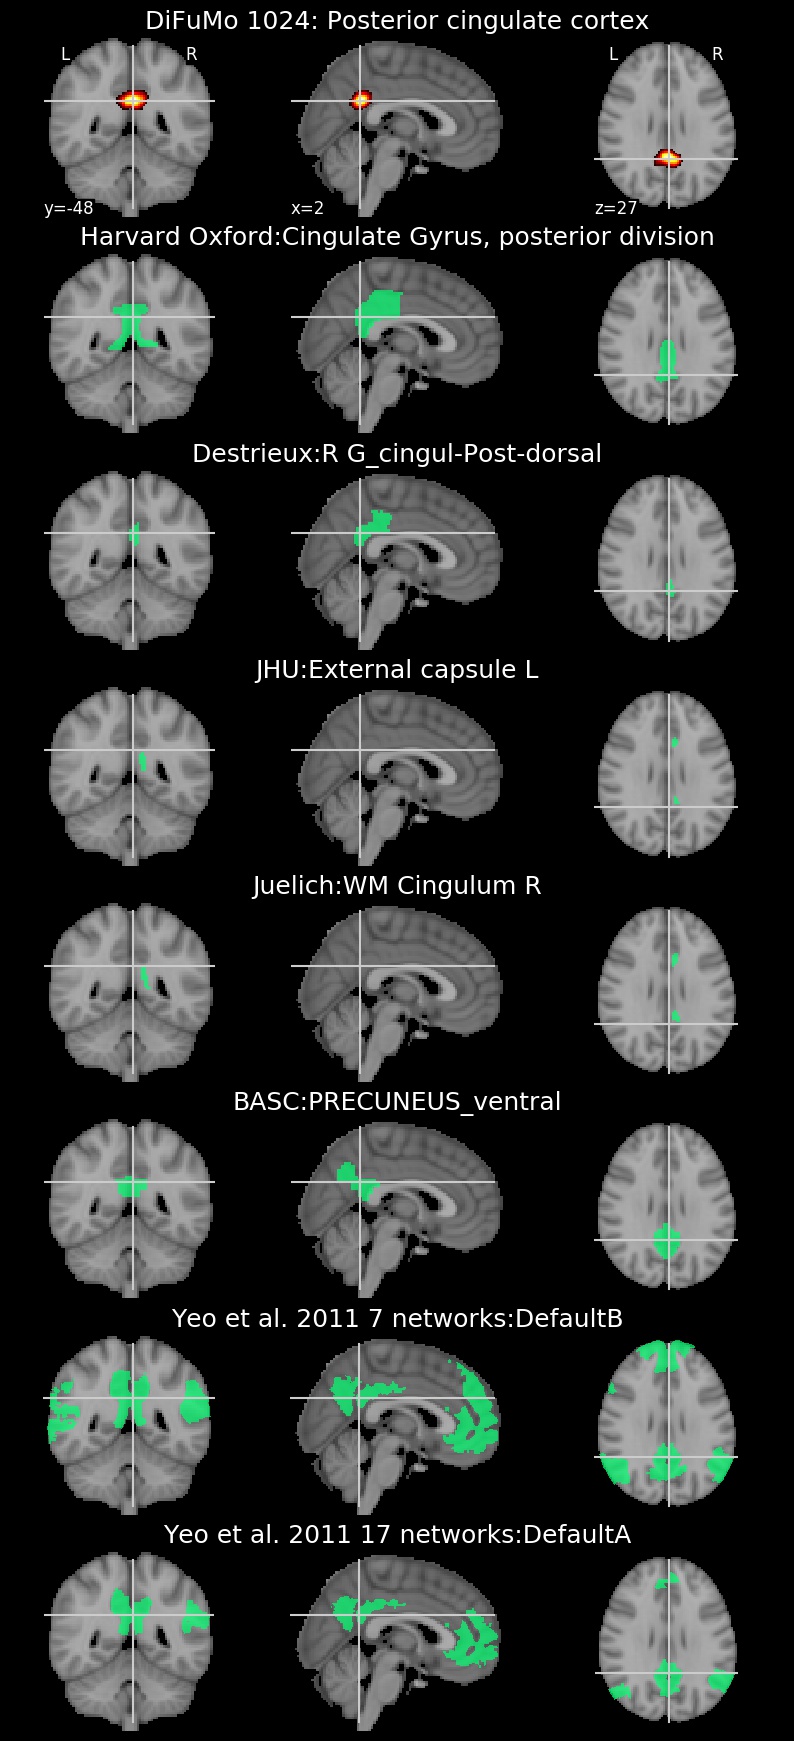 DiFuMo 1024: Posterior cingulate cortex
L R L R
y=-48 x=2 z=27
Harvard Oxford:Cingulate Gyrus, posterior division
Destrieux:R G_cingul-Post-dorsal
JHU:External capsule L
Juelich:WM Cingulum R
BASC:PRECUNEUS_ventral
Yeo et al. 2011 7 networks:DefaultB
Yeo et al. 2011 17 networks:DefaultA